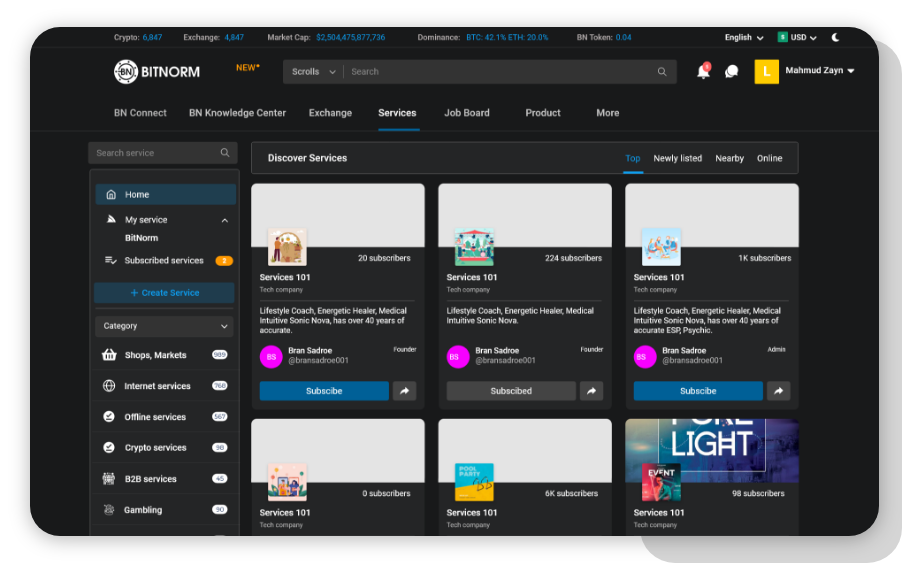 Crypto: 6,847 Exchange: 4,847 Market Cap: $2,504,475,877,736 Dominance: BTC: 42.1% ETH: 20.0% BN Token: 0.04 English $ USD
BN BITNORM NEW* Scrolls Search L Mahmud Zayn
BN Connect BN Knowledge Center Exchange Services Job Board Product More
Search service
Home
My service
BitNorm
Subscribed services 2
+ Create Service
Category
Shops, Markets 989
Internet services 768
Offline services 567
Crypto services 98
B2B services 45
Gambling 90
Discover Services Top Newly listed Nearby Online
20 subscribers
Services 101
Tech company
Lifestyle Coach, Energetic Healer, Medical
Intuitive Sonic Nova, has over 40 years of
accurate.
BS Bran Sadroe Founder
@bransadroe001
Subscibe
224 subscribers
Services 101
Tech company
Lifestyle Coach, Energetic Healer, Medical
Intuitive Sonic Nova.
BS Bran Sadroe Founder
@bransadroe001
Subscibed
1K subscribers
Services 101
Tech company
Lifestyle Coach, Energetic Healer, Medical
Intuitive Sonic Nova, has over 40 years of
accurate ESP, Psychic.
BS Bran Sadroe Admin
@bransadroe001
Subscibe
0 subscribers
Services 101
Tech company
POOL
PARTY
6K subscribers
Services 101
Tech company
LIGHT
EVENT
98 subscribers
Services 101
Tech company